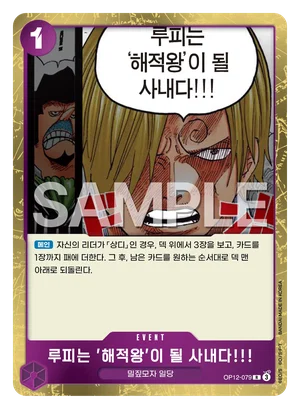 1
루피는
'해적왕'이 될
사내다!!!
SAMPLE
메인 자신의 리더가 「상디」인 경우, 덱 위에서 3장을 보고, 카드를
1장까지 패에 더한다. 그 후, 남은 카드를 원하는 순서대로 덱 맨
아래로 되돌린다.
EVENT
루피는 '해적왕'이 될 사내다!!!
밀짚모자 일당
OP12-079 R 3